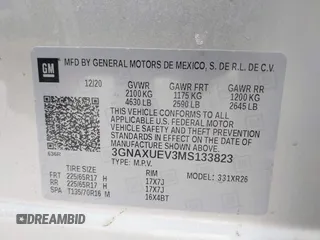 GM
MFD BY GENERAL MOTORS DE MEXICO, S. DE R.L. DE C.V.
12/20 GVWR GAWR FRT GAWR RR
2100 KG 1175 KG 1200 KG
4630 LB 2590 LB 2645 LB
THIS VEHICLE CONFORMS TO ALL APPLICABLE U.S. FEDERAL MOTOR
VEHICLE SAFETY, BUMPER, AND THEFT PREVENTION STANDARDS
IN EFFECT ON THE DATE OF MANUFACTURE SHOWN ABOVE.
3GNAXUEV3MS133823
TYPE: M.P.V. MODEL: 331XR26
TIRE SIZE RIM
FRT 225/65R17 H 17X7J
RR 225/65R17 H 17X7J
SPA T135/70R16 M 16X4BT